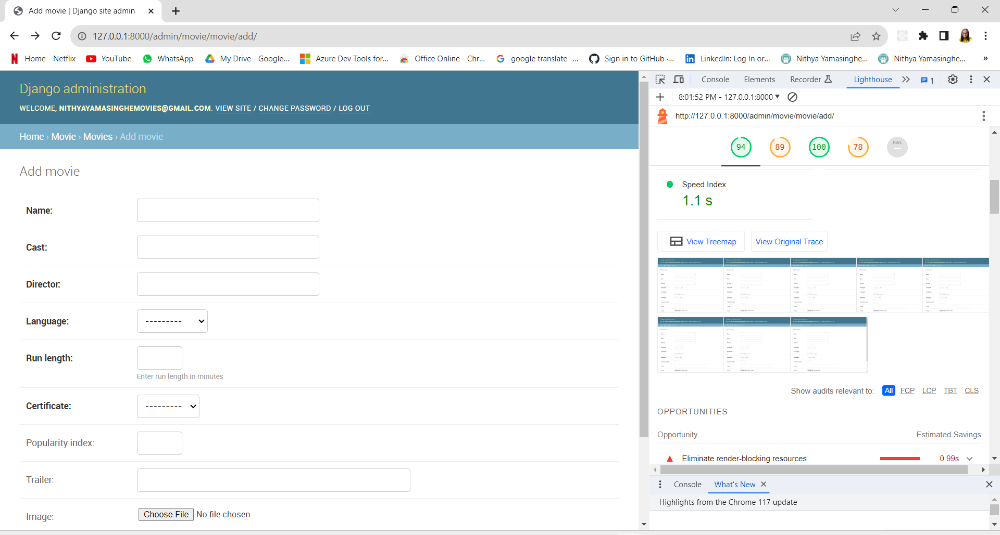 Add movie | Django site admin
127.0.0.1:8000/admin/movie/movie/add/
Home - Netflix YouTube WhatsApp My Drive - Google... Azure Dev Tools for... Office Online - Chr... google translate -... Sign in to GitHub ·... LinkedIn: Log In or... Nithya Yamasinghe... Nithya Yamasinghe... »
Django administration
WELCOME, NITHYAYAMASINGHEMOVIES@GMAIL.COM. VIEW SITE / CHANGE PASSWORD / LOG OUT
Home › Movie › Movies › Add movie
Add movie
Name:
Cast:
Director:
Language: ---------
Run length:
Enter run length in minutes
Certificate: ---------
Popularity index:
Trailer:
Image: Choose File No file chosen
Console Elements Recorder Lighthouse 1
8:01:52 PM - 127.0.0.1:8000
http://127.0.0.1:8000/admin/movie/movie/add/
94 89 100 78 PWA
Speed Index
1.1 s
View Treemap View Original Trace
Show audits relevant to: All FCP LCP TBT CLS
OPPORTUNITIES
Opportunity Estimated Savings
Eliminate render-blocking resources 0.99s
Console What's New
Highlights from the Chrome 117 update